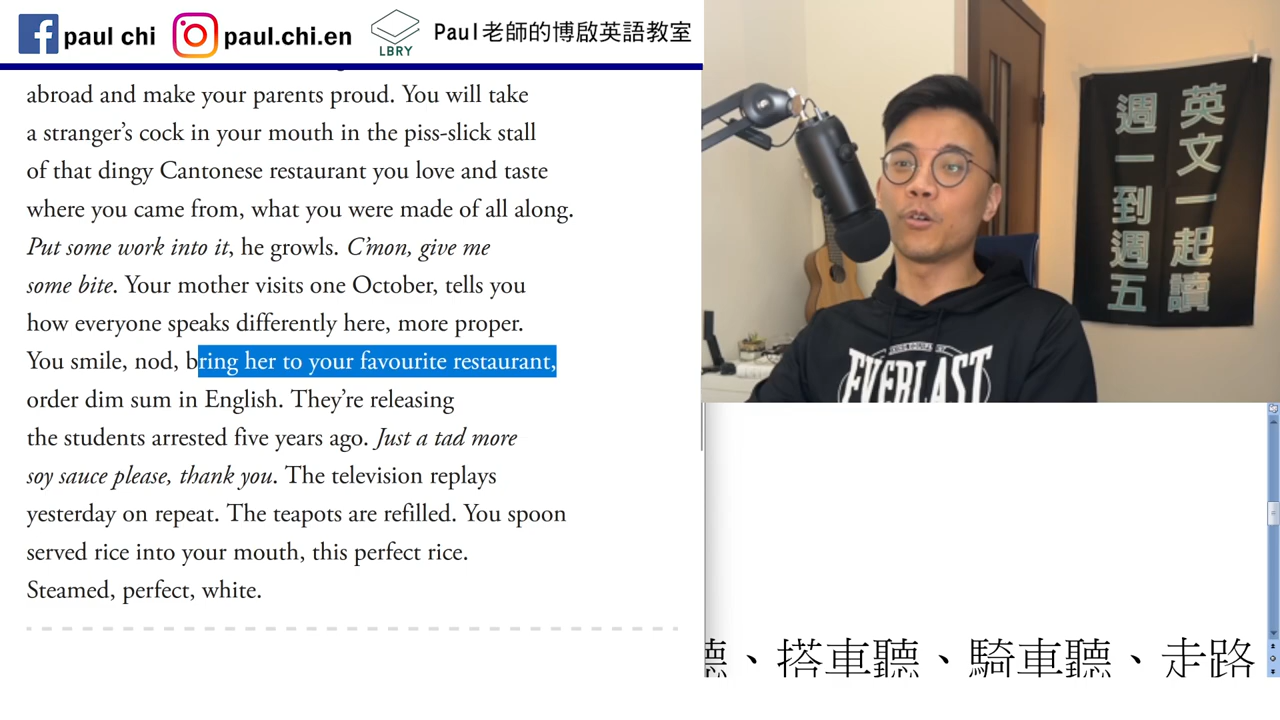 paul chi
paul.chi.en
LBRY
Paul老師的博啟英語教室
abroad and make your parents proud. You will take
a stranger's cock in your mouth in the piss-slick stall
of that dingy Cantonese restaurant you love and taste
where you came from, what you were made of all along.
Put some work into it, he growls. C'mon, give me
some bite. Your mother visits one October, tells you
how everyone speaks differently here, more proper.
You smile, nod, bring her to your favourite restaurant,
order dim sum in English. They're releasing
the students arrested five years ago. Just a tad more
soy sauce please, thank you. The television replays
yesterday on repeat. The teapots are refilled. You spoon
served rice into your mouth, this perfect rice.
Steamed, perfect, white.
英文一起讀
週一到週五
EVERLAST
聽、搭車聽、騎車聽、走路